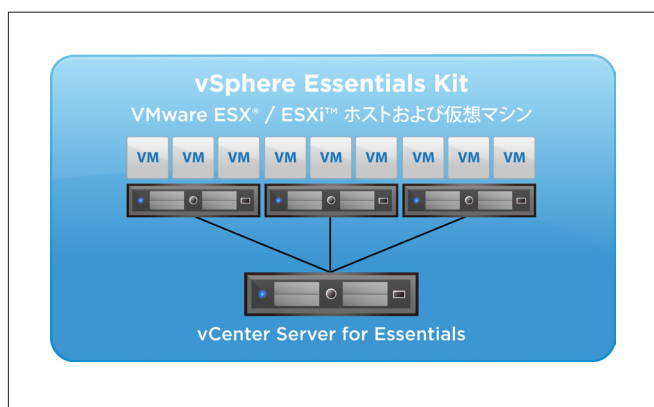 vSphere Essentials Kit
VMware ESX® / ESXi™ ホストおよび仮想マシン
VM VM VM VM VM VM VM VM VM
vCenter Server for Essentials